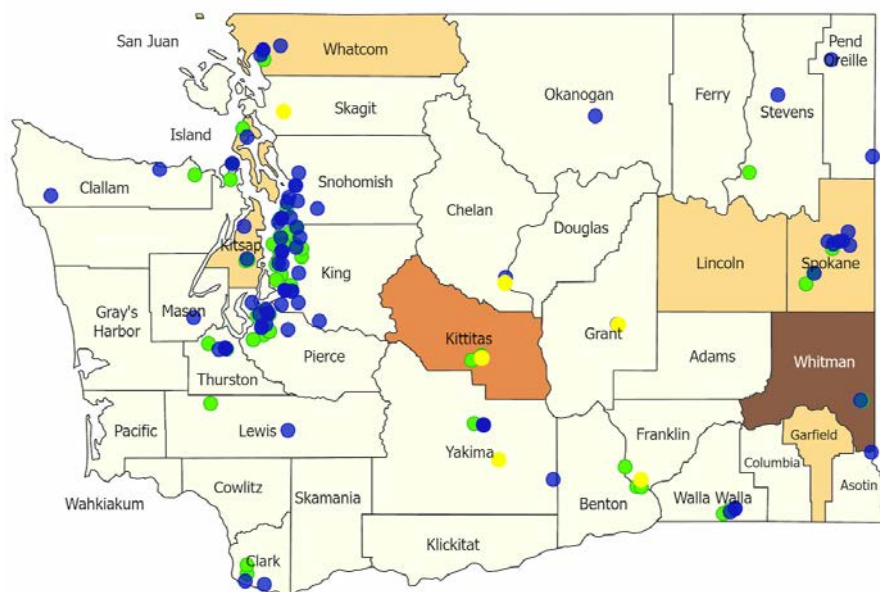 San Juan
Whatcom
Pend
Oreille
Skagit
Okanogan
Ferry
Stevens
Island
Clallam
Snohomish
Chelan
Douglas
Kitsap
King
Lincoln
Spokane
Gray's
Harbor
Mason
Kittitas
Grant
Adams
Whitman
Pierce
Thurston
Pacific
Lewis
Yakima
Franklin
Garfield
Columbia
Wahkiakum
Cowlitz
Skamania
Benton
Walla Walla
Asotin
Klickitat
Clark